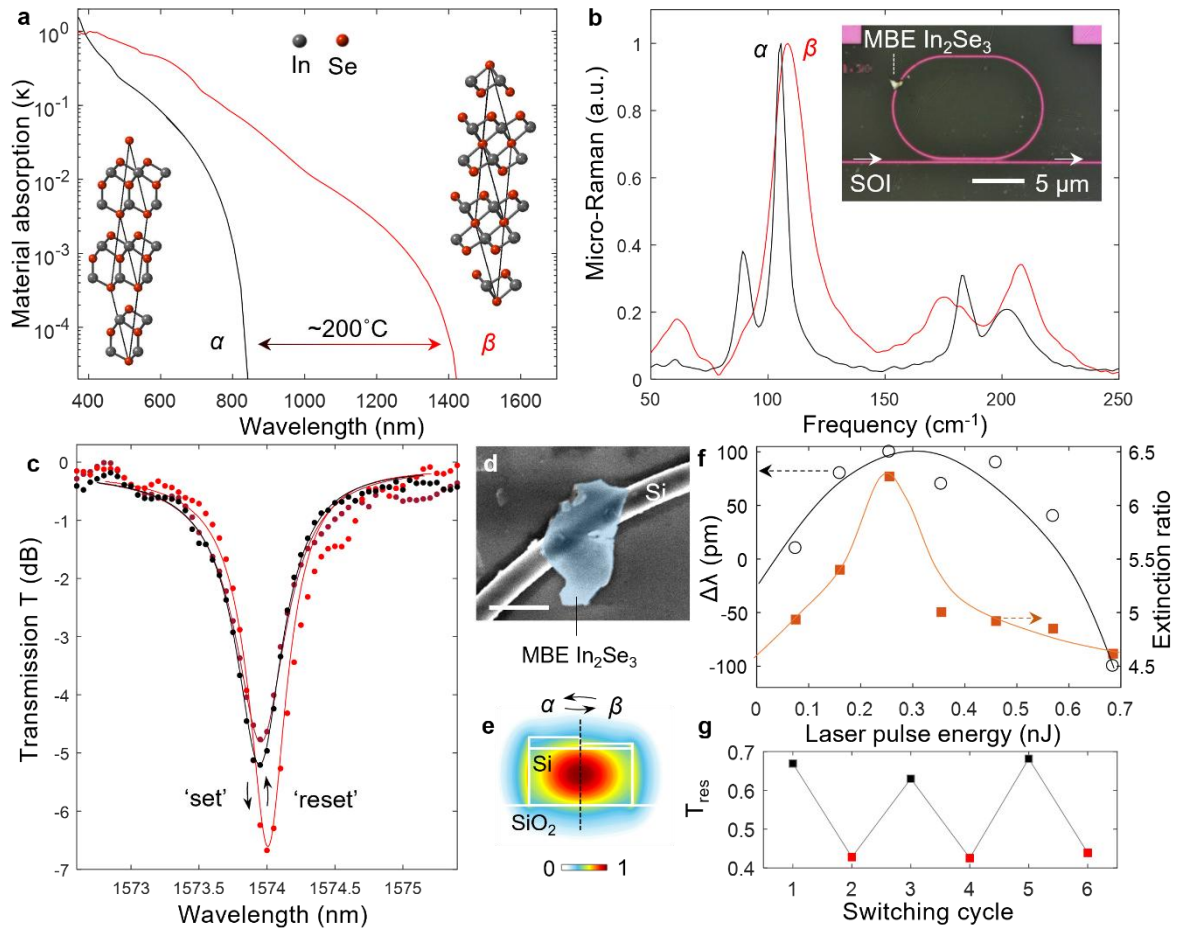 a
10⁰
10⁻¹
10⁻²
10⁻³
10⁻⁴
Material absorption (κ)
In
Se
α
~200˚C
β
400
600
800
1000
1200
1400
1600
Wavelength (nm)
b
1
0.8
0.6
0.4
0.2
0
Micro-Raman (a.u.)
α
β
MBE In₂Se₃
SOI
5 µm
50
100
150
200
250
Frequency (cm⁻¹)
c
0
-1
-2
-3
-4
-5
-6
-7
Transmission T (dB)
‘set’
‘reset’
1573
1573.5
1574
1574.5
1575
Wavelength (nm)
d
Si
MBE In₂Se₃
e
α
β
Si
SiO₂
0
1
f
100
50
0
-50
-100
Δλ (pm)
6.5
6
5.5
5
4.5
Extinction ratio
0
0.1
0.2
0.3
0.4
0.5
0.6
0.7
Laser pulse energy (nJ)
g
0.7
0.6
0.5
0.4
Tres
1
2
3
4
5
6
Switching cycle